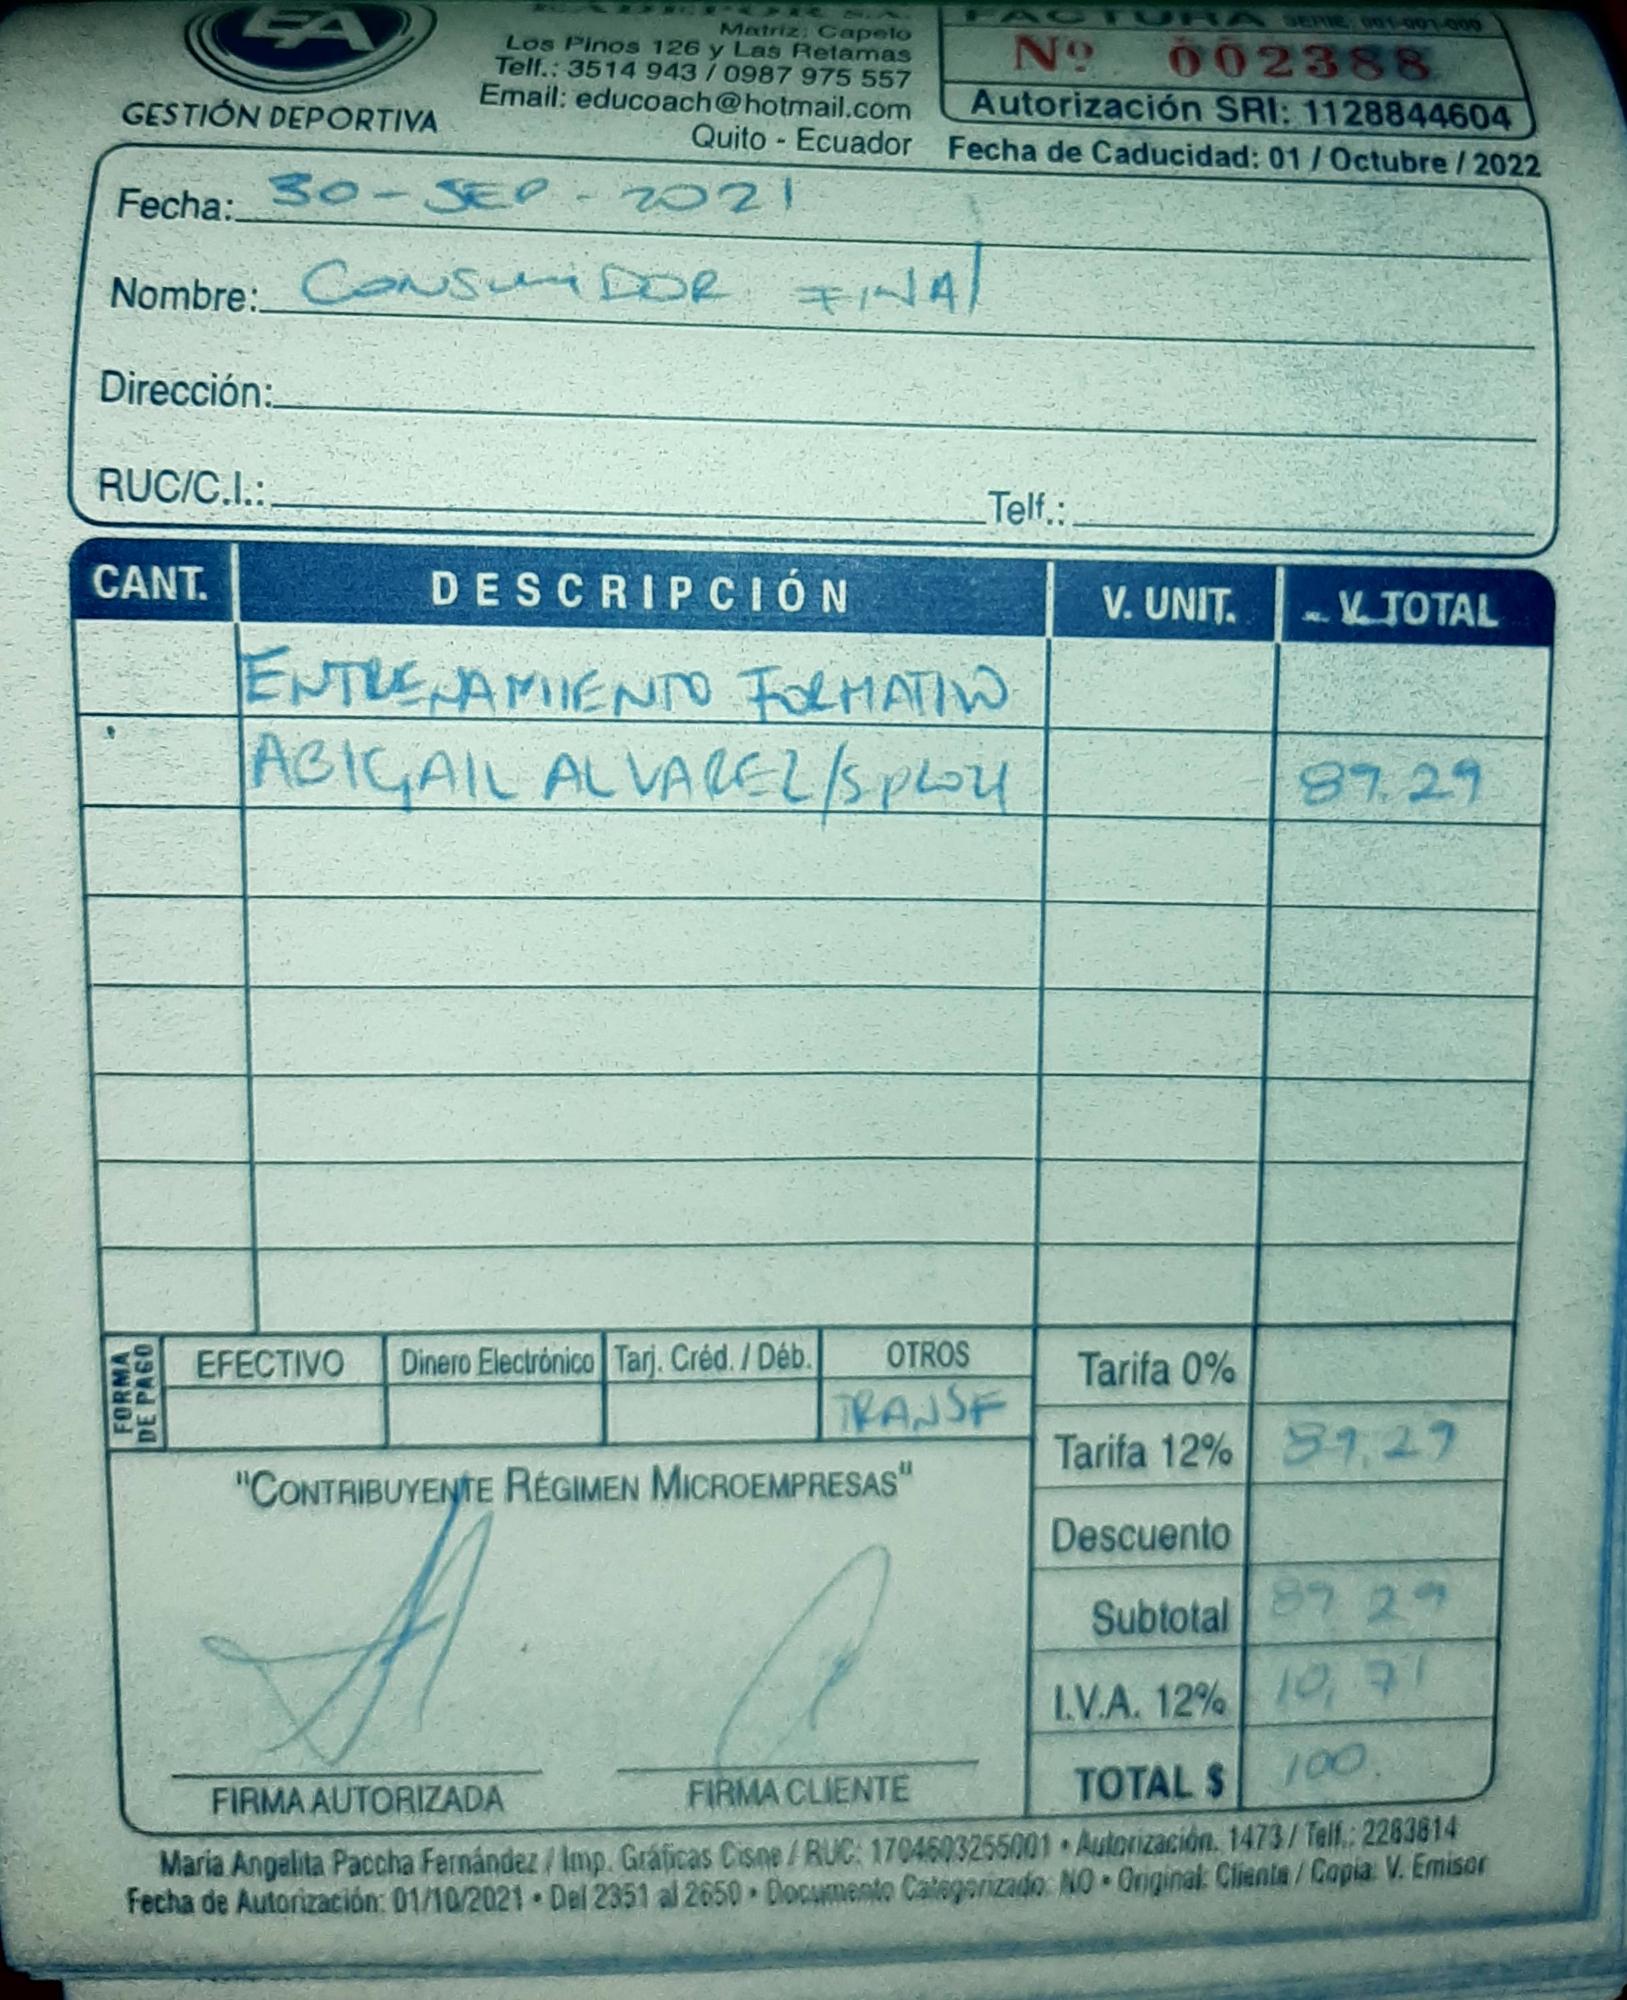 EA
FACTURA SERIE: 001-001-000
Matriz: Capelo
Los Pinos 126 y Las Retamas
Telf.: 3514 943 / 0987 975 557
Email: educoach@hotmail.com
Quito - Ecuador
GESTIÓN DEPORTIVA
Nº 002388
Autorización SRI: 1128844604
Fecha de Caducidad: 01 / Octubre / 2022
Fecha: 30-SEP-2021
Nombre: CONSUMIDOR FINAl
Dirección:
RUC/C.I.: Telf.:
CANT. DESCRIPCIÓN V. UNIT. V. TOTAL
ENTRENAMIENTO FORMATIVO
ABIGAIL ALVAREZ/ 89.29
FORMA DE PAGO EFECTIVO Dinero Electrónico Tarj. Créd. / Déb. OTROS
TRANSF
Tarifa 0%
Tarifa 12% 89.29
Descuento
Subtotal 89 29
I.V.A. 12% 10,71
TOTAL $ 100.
"CONTRIBUYENTE RÉGIMEN MICROEMPRESAS"
FIRMA AUTORIZADA FIRMA CLIENTE
María Angelita Paccha Fernández / Imp. Gráficas Cisne / RUC: 1704603255001 • Autorización. 1473 / Telf.: 2283814
Fecha de Autorización: 01/10/2021 • Del 2351 al 2650 • Documento Categorizado: NO • Original: Cliente / Copia: V. Emisor